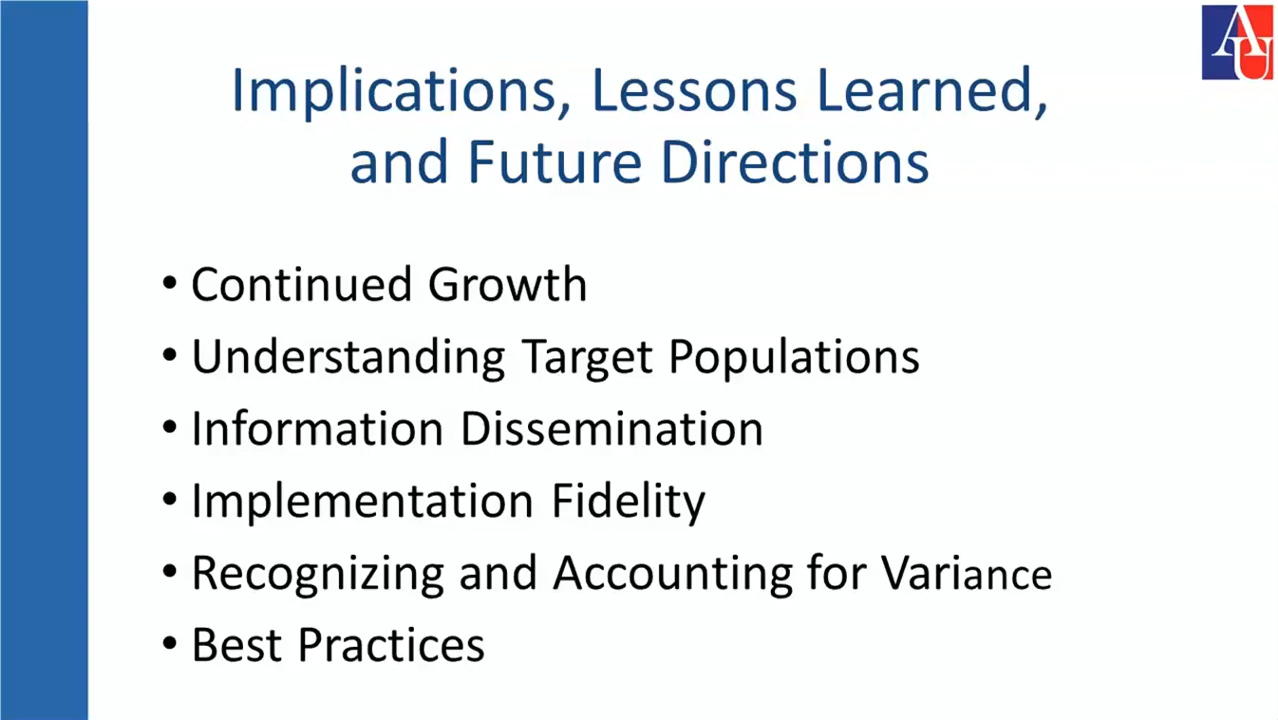 AU
Implications, Lessons Learned,
and Future Directions
• Continued Growth
• Understanding Target Populations
• Information Dissemination
• Implementation Fidelity
• Recognizing and Accounting for Variance
• Best Practices